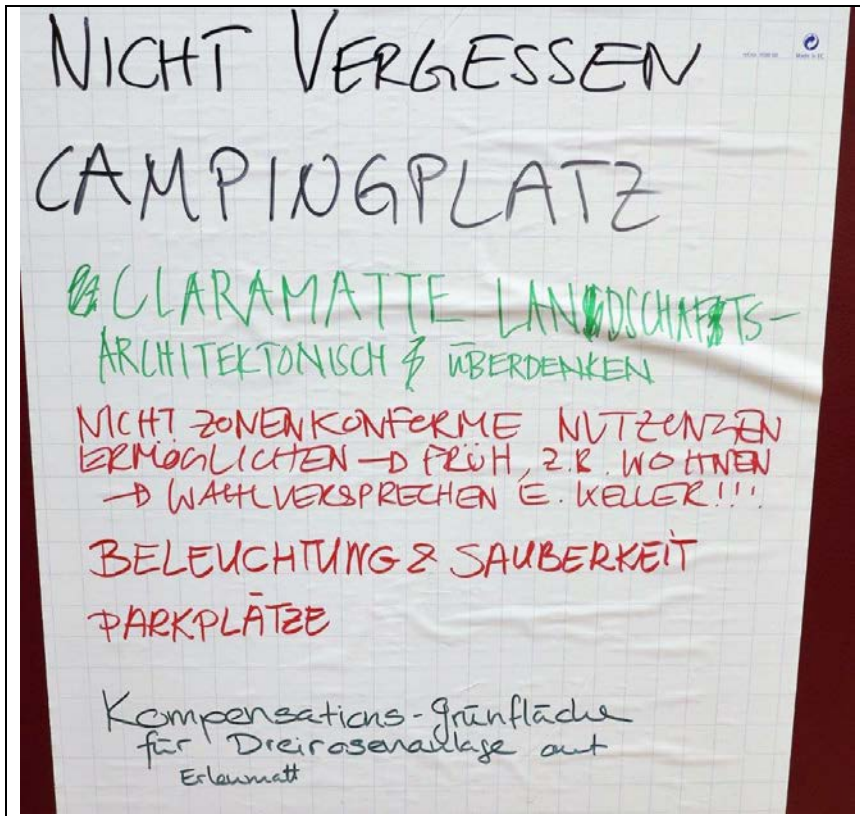 NICHT VERGESSEN
CAMPINGPLATZ
CLARAMATTE LANDSCHAFTS-
ARCHITEKTONISCH ÜBERDENKEN
NICHT ZONENKONFORME NUTZUNGEN
ERMÖGLICHEN → FRÜH, Z.B. WOHNEN
→ WAHLVERSPRECHEN E. KELLER!!!
BELEUCHTUNG & SAUBERKEIT
PARKPLÄTZE
Kompensations-Grünfläche
für Dreirosenanlage auf
Erlenmatt